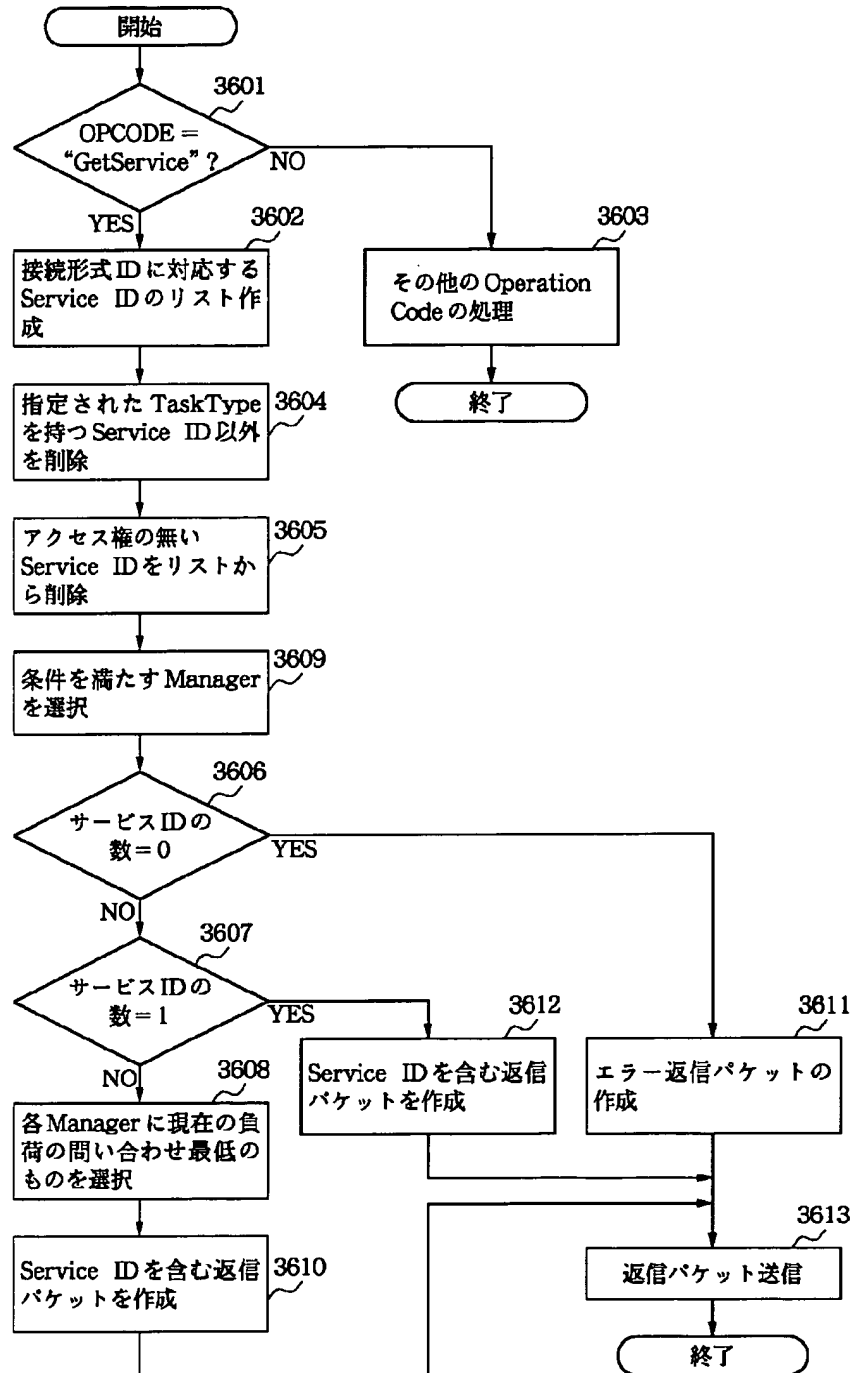 開始
3601
OPCODE =
“GetService” ?
NO
YES
3602
接続形式IDに対応する
Service IDのリスト作
成
3603
その他のOperation
Codeの処理
終了
指定されたTaskType
を持つService ID以外
を削除
3604
アクセス権の無い
Service IDをリストか
ら削除
3605
条件を満たすManager
を選択
3609
3606
サービスIDの
数=0
YES
NO
3607
サービスIDの
数=1
YES
NO
3612
Service IDを含む返信
パケットを作成
3611
エラー返信パケットの
作成
3608
各Managerに現在の負
荷の問い合わせ最低の
ものを選択
Service IDを含む返信
パケットを作成
3610
3613
返信パケット送信
終了